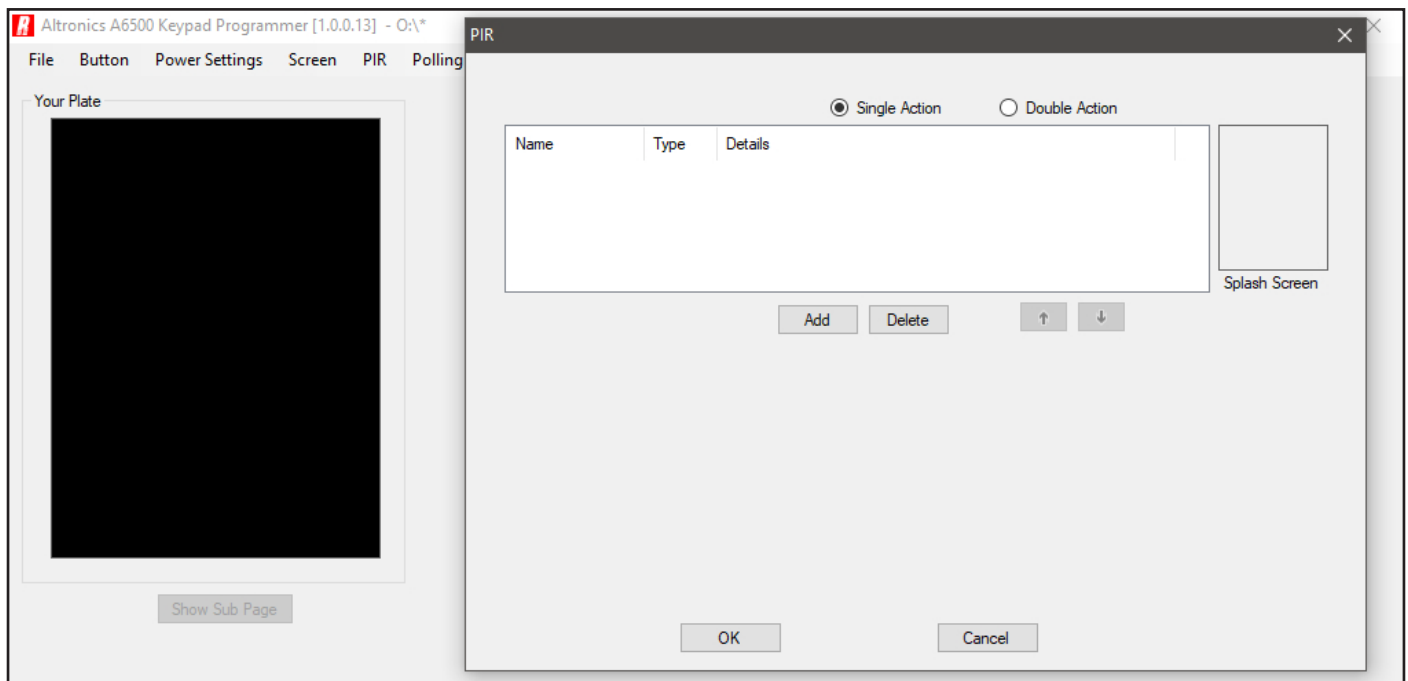 Altronics A6500 Keypad Programmer [1.0.0.13] - O:\*
File Button Power Settings Screen PIR Polling
Your Plate
Show Sub Page
PIR
Single Action Double Action
Name Type Details
Splash Screen
Add Delete
OK Cancel